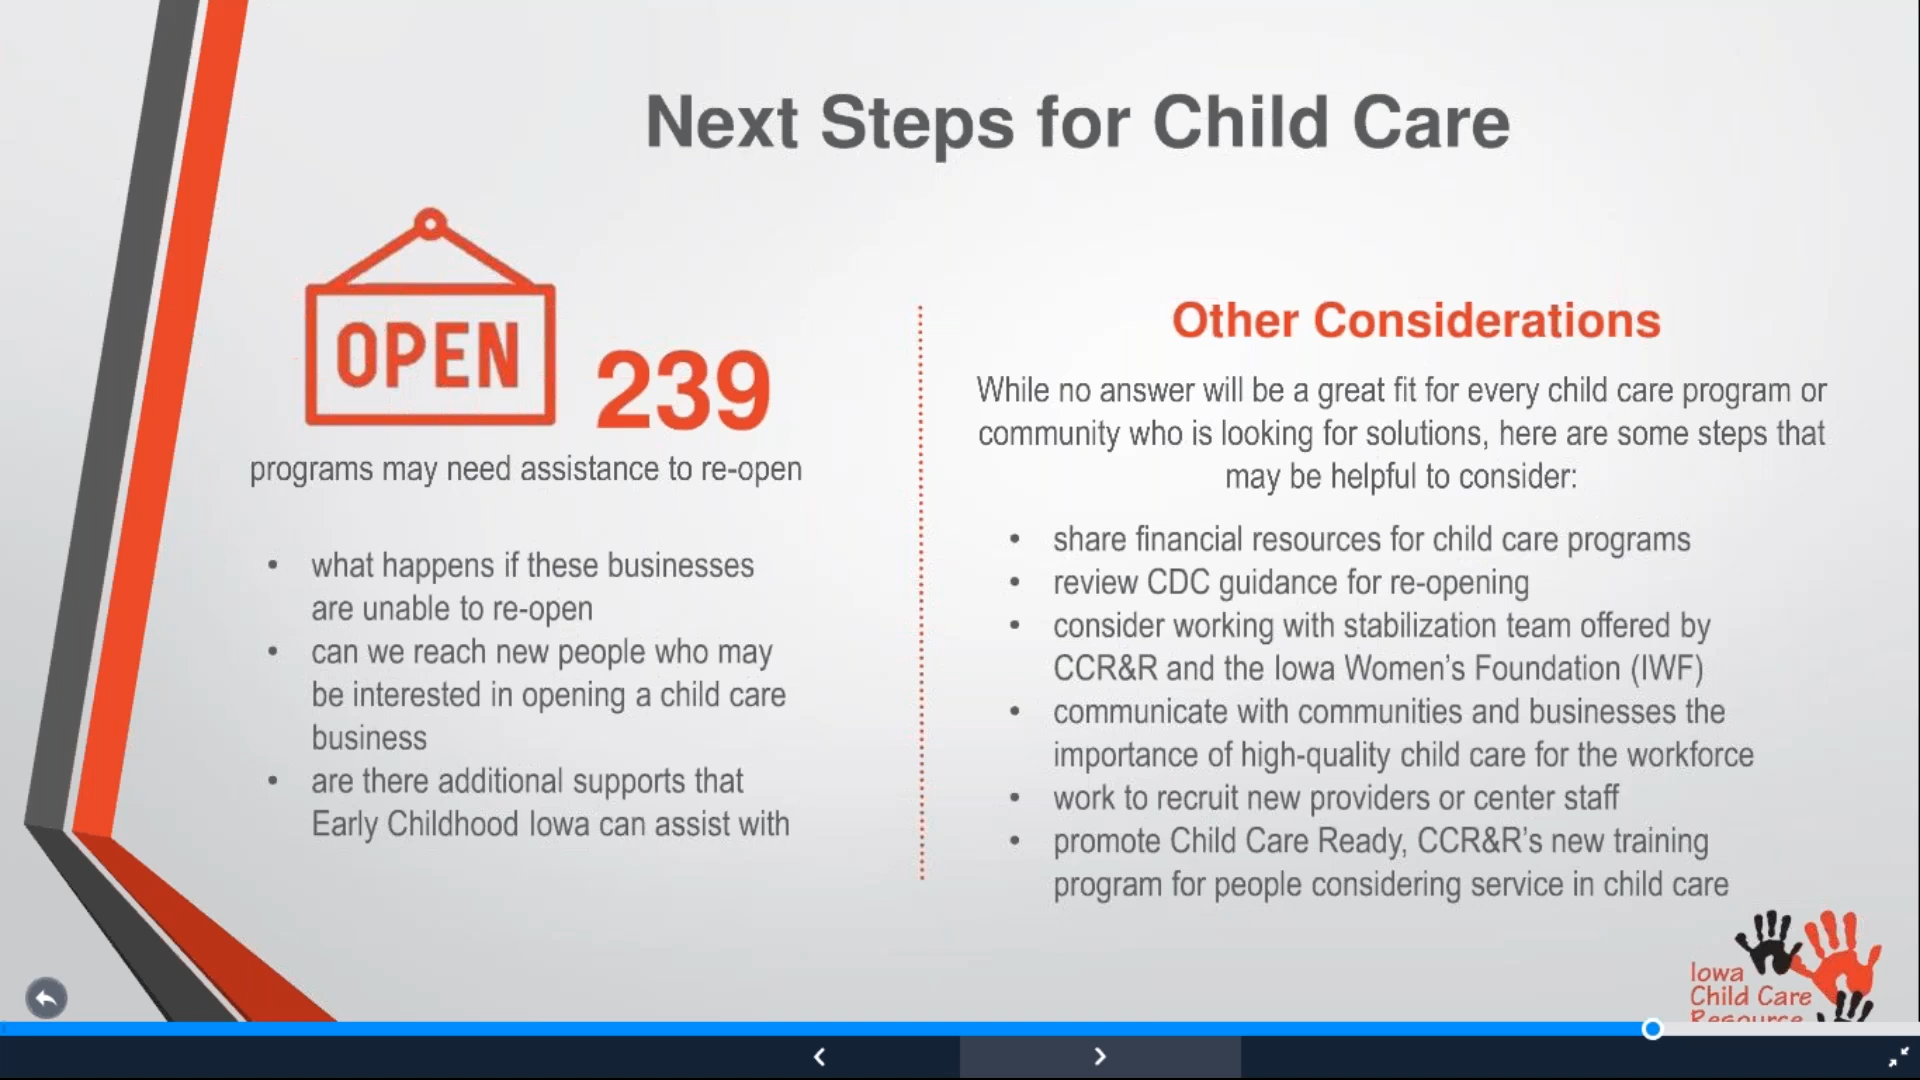 Next Steps for Child Care
OPEN
239
programs may need assistance to re-open
• what happens if these businesses
are unable to re-open
• can we reach new people who may
be interested in opening a child care
business
• are there additional supports that
Early Childhood Iowa can assist with
Other Considerations
While no answer will be a great fit for every child care program or
community who is looking for solutions, here are some steps that
may be helpful to consider:
• share financial resources for child care programs
• review CDC guidance for re-opening
• consider working with stabilization team offered by
CCR&R and the Iowa Women's Foundation (IWF)
• communicate with communities and businesses the
importance of high-quality child care for the workforce
• work to recruit new providers or center staff
• promote Child Care Ready, CCR&R's new training
program for people considering service in child care
Iowa
Child Care
Resource